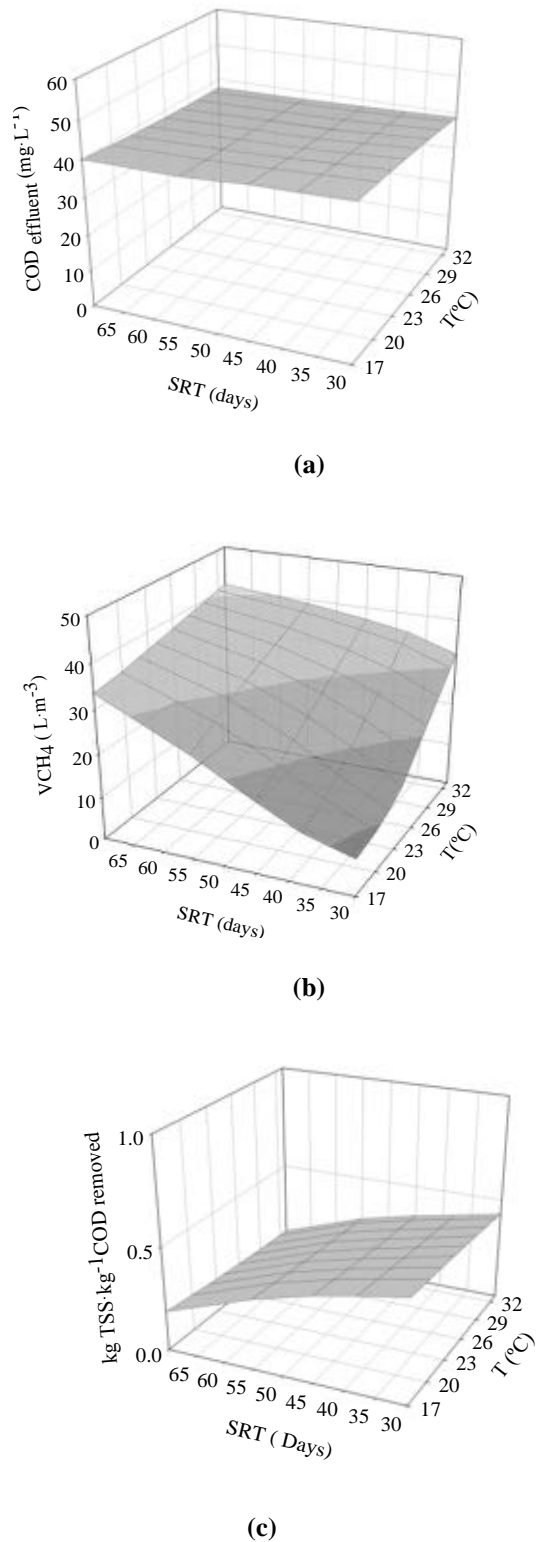 60
50
40
30
20
10
0
COD effluent (mg·L⁻¹)
65 60 55 50 45 40 35 30
SRT (days)
17 20 23 26 29 32
T(ºC)
(a)
50
40
30
20
10
0
VCH4 ( L·m⁻³)
65 60 55 50 45 40 35 30
SRT (days)
17 20 23 26 29 32
T(ºC)
(b)
1.0
0.5
0.0
kg TSS·kg⁻¹COD removed
65 60 55 50 45 40 35 30
SRT ( Days)
17 20 23 26 29 32
T (ºC)
(c)